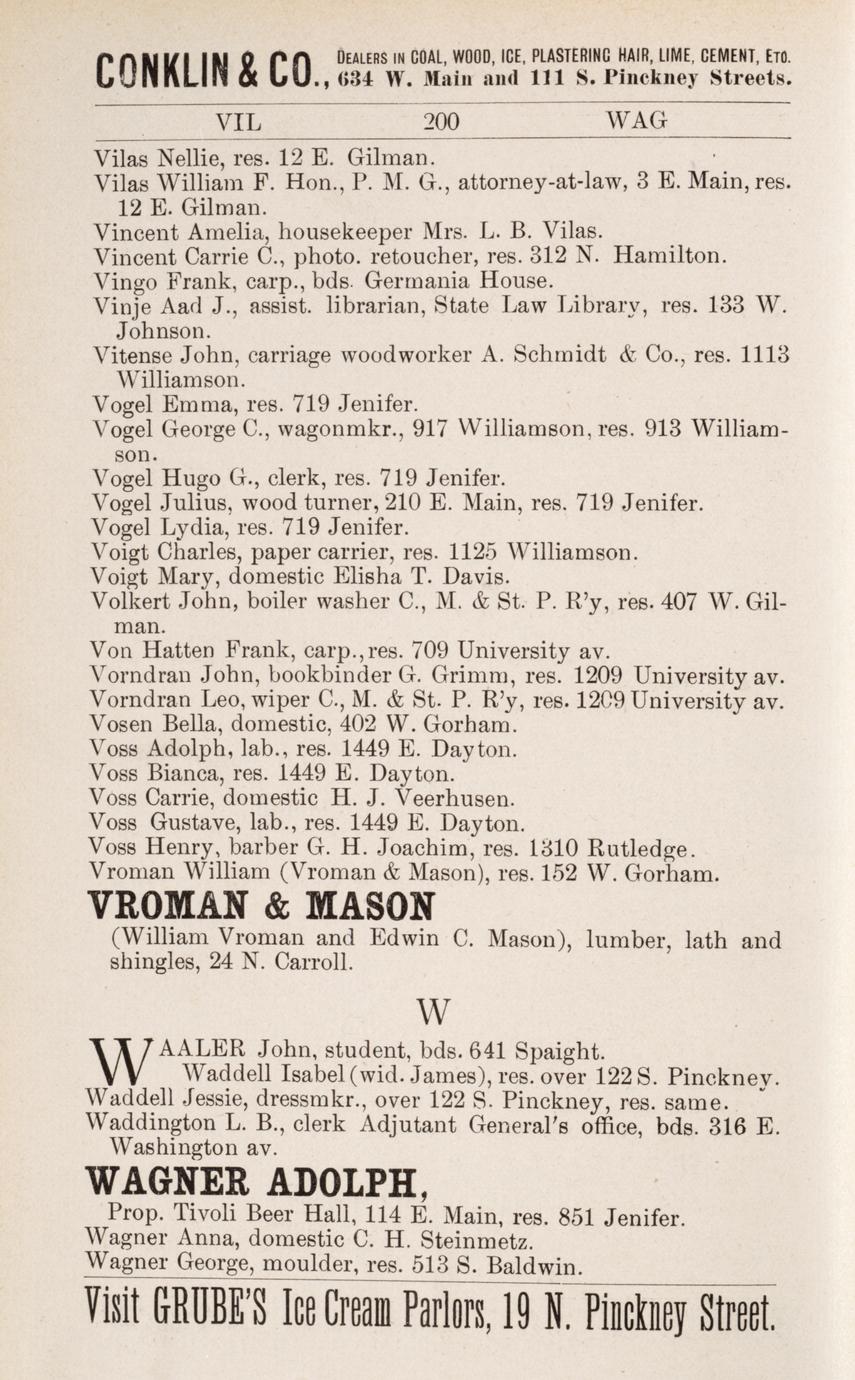 CONKLIN & CO., DEALERS IN COAL, WOOD, ICE, PLASTERING HAIR, LIME, CEMENT, ETC.
634 W. Main and 111 S. Pinckney Streets.
VIL 200 WAG
Vilas Nellie, res. 12 E. Gilman.
Vilas William F. Hon., P. M. G., attorney-at-law, 3 E. Main, res.
12 E. Gilman.
Vincent Amelia, housekeeper Mrs. L. B. Vilas.
Vincent Carrie C., photo. retoucher, res. 312 N. Hamilton.
Vingo Frank, carp., bds. Germania House.
Vinje Aad J., assist. librarian, State Law Library, res. 133 W.
Johnson.
Vitense John, carriage woodworker A. Schmidt & Co., res. 1113
Williamson.
Vogel Emma, res. 719 Jenifer.
Vogel George C., wagonmkr., 917 Williamson, res. 913 William-
son.
Vogel Hugo G., clerk, res. 719 Jenifer.
Vogel Julius, wood turner, 210 E. Main, res. 719 Jenifer.
Vogel Lydia, res. 719 Jenifer.
Voigt Charles, paper carrier, res. 1125 Williamson.
Voigt Mary, domestic Elisha T. Davis.
Volkert John, boiler washer C., M. & St. P. R'y, res. 407 W. Gil-
man.
Von Hatten Frank, carp., res. 709 University av.
Vorndran John, bookbinder G. Grimm, res. 1209 University av.
Vorndran Leo, wiper C., M. & St. P. R'y, res. 1209 University av.
Vosen Bella, domestic, 402 W. Gorham.
Voss Adolph, lab., res. 1449 E. Dayton.
Voss Bianca, res. 1449 E. Dayton.
Voss Carrie, domestic H. J. Veerhusen.
Voss Gustave, lab., res. 1449 E. Dayton.
Voss Henry, barber G. H. Joachim, res. 1310 Rutledge.
Vroman William (Vroman & Mason), res. 152 W. Gorham.
VROMAN & MASON
(William Vroman and Edwin C. Mason), lumber, lath and
shingles, 24 N. Carroll.
W
WAALER John, student, bds. 641 Spaight.
Waddell Isabel (wid. James), res. over 122 S. Pinckney.
Waddell Jessie, dressmkr., over 122 S. Pinckney, res. same.
Waddington L. B., clerk Adjutant General's office, bds. 316 E.
Washington av.
WAGNER ADOLPH,
Prop. Tivoli Beer Hall, 114 E. Main, res. 851 Jenifer.
Wagner Anna, domestic C. H. Steinmetz.
Wagner George, moulder, res. 513 S. Baldwin.
Visit GRUBE'S Ice Cream Parlors, 19 N. Pinckney Street.